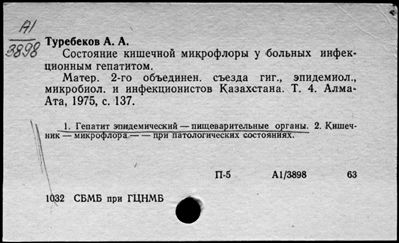 А1
3898
Туребеков А. А.
Состояние кишечной микрофлоры у больных инфек-
ционным гепатитом.
Матер. 2-го объединен. съезда гиг., эпидемиол.,
микробиол. и инфекционистов Казахстана. Т. 4. Алма-
Ата, 1975, с. 137.
1. Гепатит эпидемический — пищеварительные органы. 2. Кишеч-
ник — микрофлора — — при патологических состояниях.
П-5 А1/3898 63
1032 СБМБ при ГЦНМБ